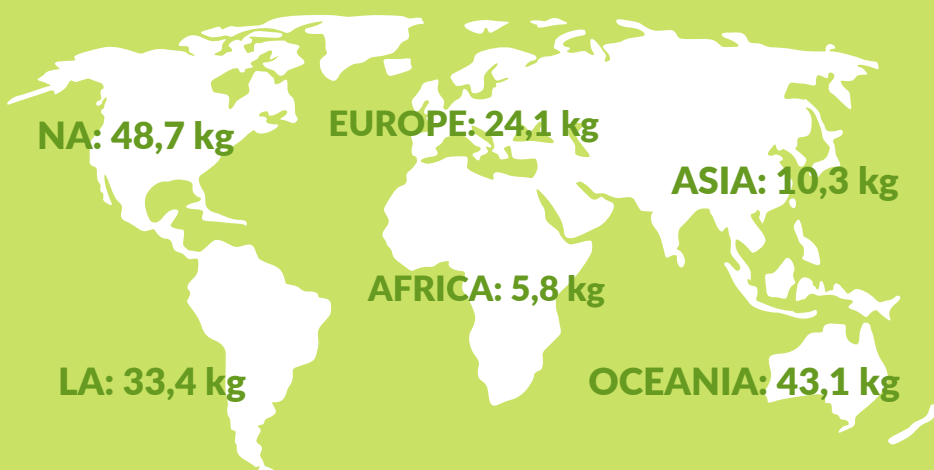 NA: 48,7 kg
EUROPE: 24,1 kg
ASIA: 10,3 kg
AFRICA: 5,8 kg
LA: 33,4 kg
OCEANIA: 43,1 kg